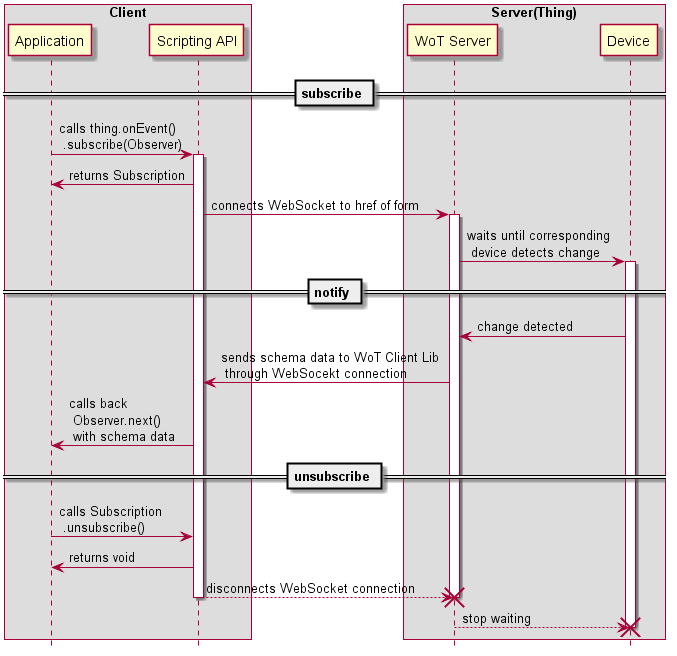 Client
Server(Thing)
Application
Scripting API
WoT Server
Device
subscribe
calls thing.onEvent()
.subscribe(Observer)
returns Subscription
connects WebSocket to href of form
waits until corresponding
device detects change
notify
change detected
sends schema data to WoT Client Lib
through WebSocekt connection
calls back
Observer.next()
with schema data
unsubscribe
calls Subscription
.unsubscribe()
returns void
disconnects WebSocket connection
stop waiting